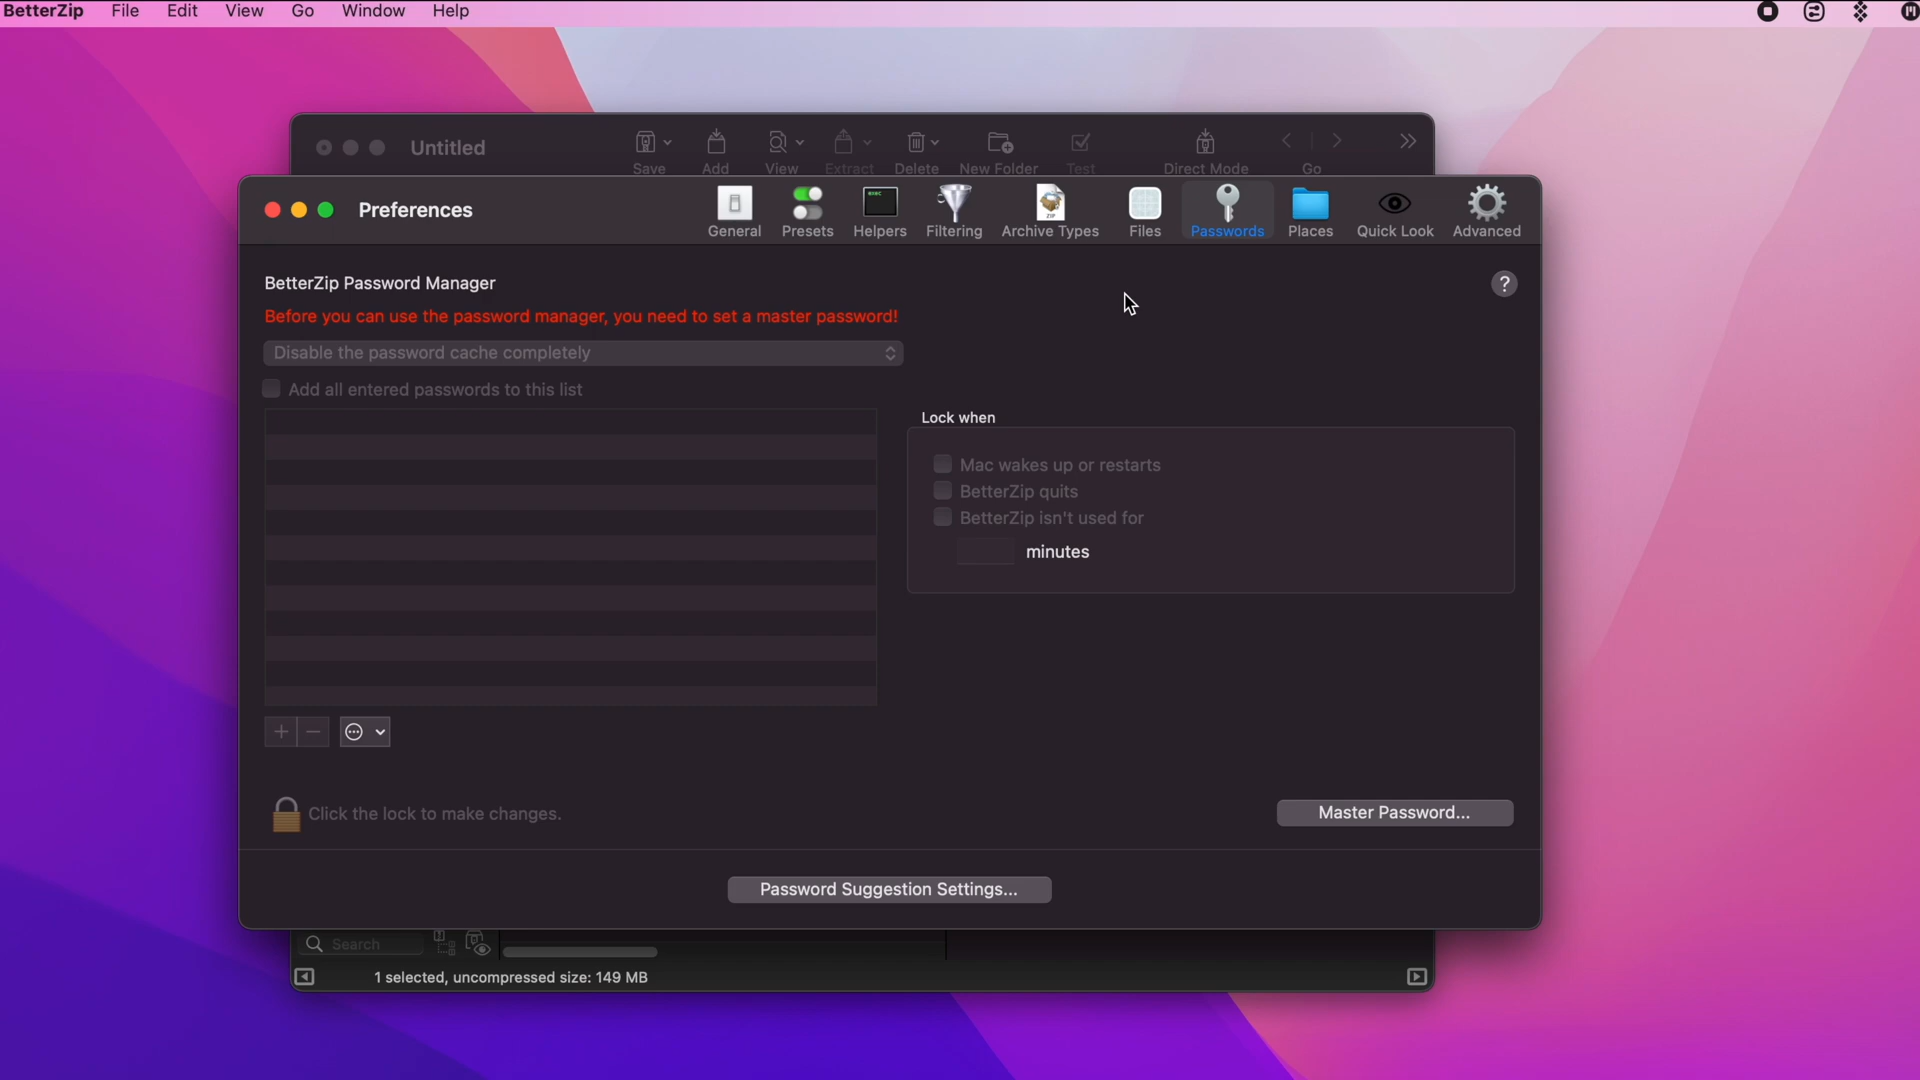 BetterZip File Edit View Go Window Help
Untitled
Save Add View Extract Delete New Folder Test Direct Mode Go
Preferences
General Presets Helpers Filtering Archive Types Files Passwords Places Quick Look Advanced
BetterZip Password Manager
?
Before you can use the password manager, you need to set a master password!
Disable the password cache completely
Add all entered passwords to this list
Lock when
Mac wakes up or restarts
BetterZip quits
BetterZip isn't used for
minutes
Click the lock to make changes.
Master Password...
Password Suggestion Settings...
Search
1 selected, uncompressed size: 149 MB